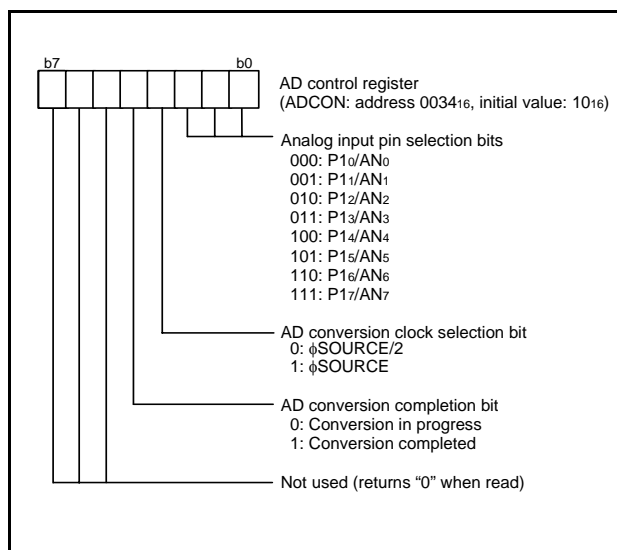 b7 b0
AD control register
(ADCON: address 003416, initial value: 1016)
Analog input pin selection bits
000: P10/AN0
001: P11/AN1
010: P12/AN2
011: P13/AN3
100: P14/AN4
101: P15/AN5
110: P16/AN6
111: P17/AN7
AD conversion clock selection bit
0: ϕSOURCE/2
1: ϕSOURCE
AD conversion completion bit
0: Conversion in progress
1: Conversion completed
Not used (returns “0” when read)